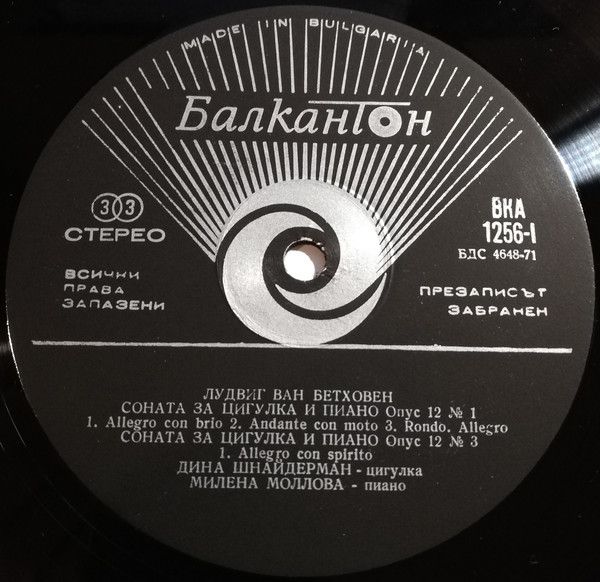 MADE IN BULGARIA
Балкантон
33
СТЕРЕО
ВКА
1256-I
БДС 4648-71
ВСИЧКИ
ПРАВА
ЗАПАЗЕНИ
ПРЕЗАПИСЪТ
ЗАБРАНЕН
ЛУДВИГ ВАН БЕТХОВЕН
СОНАТА ЗА ЦИГУЛКА И ПИАНО Опус 12 № 1
1. Allegro con brio 2. Andante con moto 3. Rondo. Allegro
СОНАТА ЗА ЦИГУЛКА И ПИАНО Опус 12 № 3
1. Allegro con spirito
ДИНА ШНАЙДЕРМАН - цигулка
МИЛЕНА МОЛЛОВА - пиано